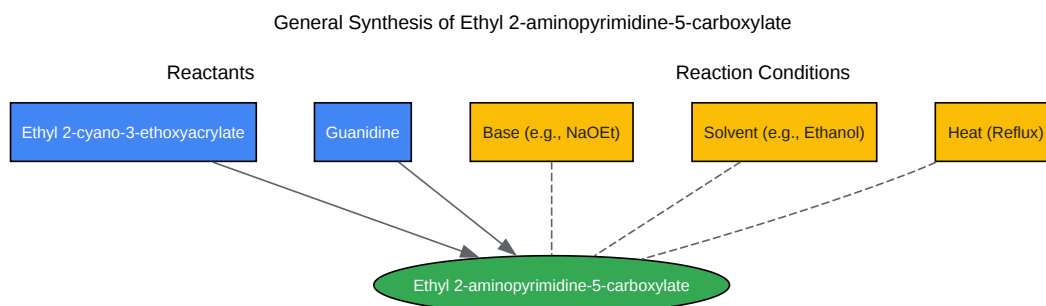 General Synthesis of Ethyl 2-aminopyrimidine-5-carboxylate
Reactants
Reaction Conditions
Ethyl 2-cyano-3-ethoxyacrylate
Guanidine
Base (e.g., NaOEt)
Solvent (e.g., Ethanol)
Heat (Reflux)
Ethyl 2-aminopyrimidine-5-carboxylate